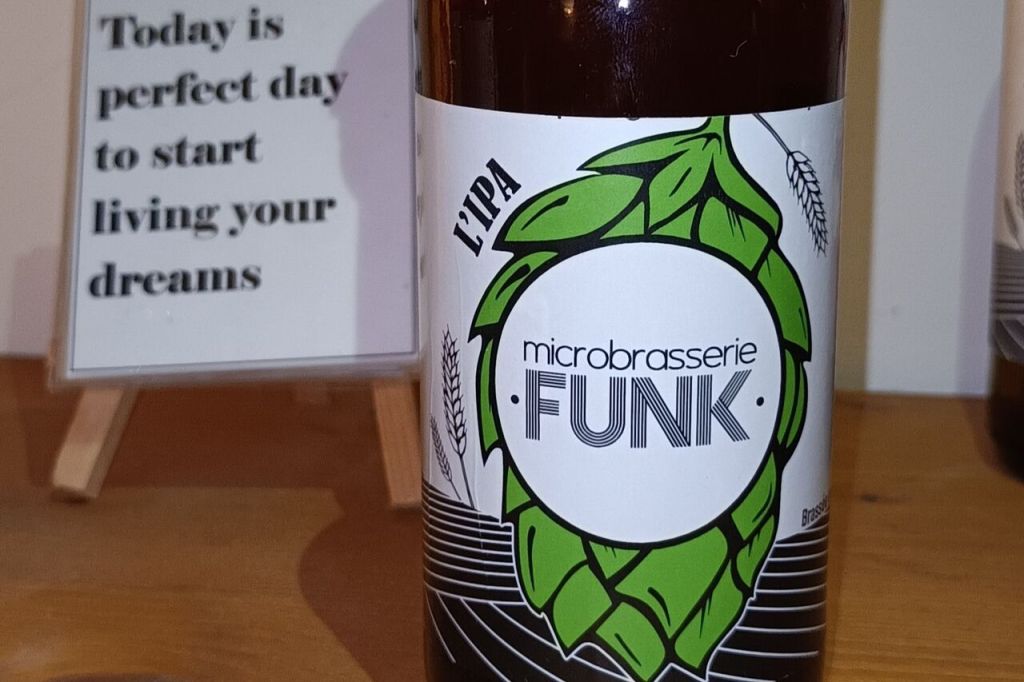 Today is
perfect day
to start
living your
dreams
L'IPA
microbrasserie
·FUNK·